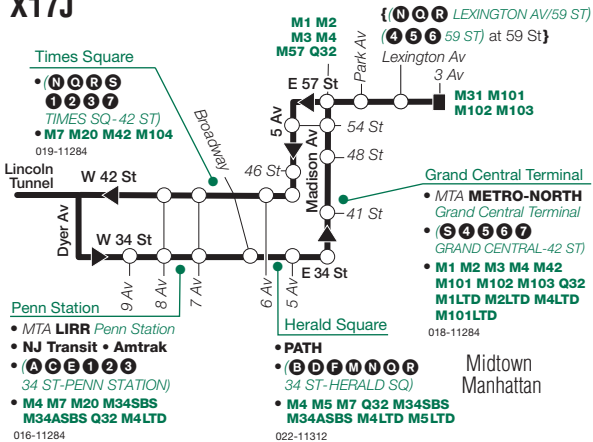 X17J
M1 M2
M3 M4
M57 Q32
{(N Q R LEXINGTON AV/59 ST)
(4 5 6 59 ST) at 59 St}
Park Av
Lexington Av
3 Av
M31 M101
M102 M103
E 57 St
5 Av
Madison Av
54 St
48 St
46 St
41 St
Times Square
• (N Q R S
1 2 3 7
TIMES SQ-42 ST)
• M7 M20 M42 M104
019-11284
Broadway
Lincoln
Tunnel
W 42 St
Dyer Av
W 34 St
E 34 St
9 Av
8 Av
7 Av
6 Av
5 Av
Grand Central Terminal
• MTA METRO-NORTH
Grand Central Terminal
• (S 4 5 6 7
GRAND CENTRAL-42 ST)
• M1 M2 M3 M4 M42
M101 M102 M103 Q32
M1LTD M2LTD M4LTD
M101LTD
018-11284
Penn Station
• MTA LIRR Penn Station
• NJ Transit • Amtrak
• (A C E 1 2 3
34 ST-PENN STATION)
• M4 M7 M20 M34SBS
M34ASBS Q32 M4LTD
016-11284
Herald Square
• PATH
• (B D F M N Q R
34 ST-HERALD SQ)
• M4 M5 M7 Q32 M34SBS
M34ASBS M4LTD M5LTD
022-11312
Midtown
Manhattan